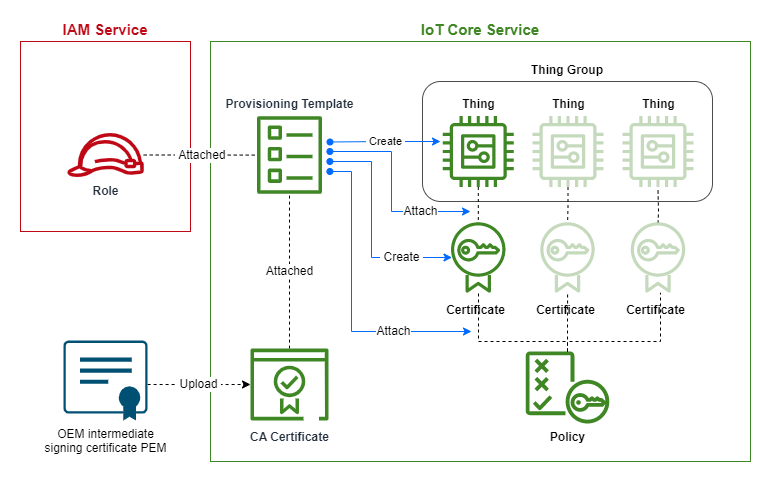 IAM Service
IoT Core Service
Thing Group
Provisioning Template
Thing
Thing
Thing
Create
Attached
Role
Attach
Create
Attached
Certificate
Certificate
Certificate
Attach
Upload
OEM intermediate
signing certificate PEM
CA Certificate
Policy